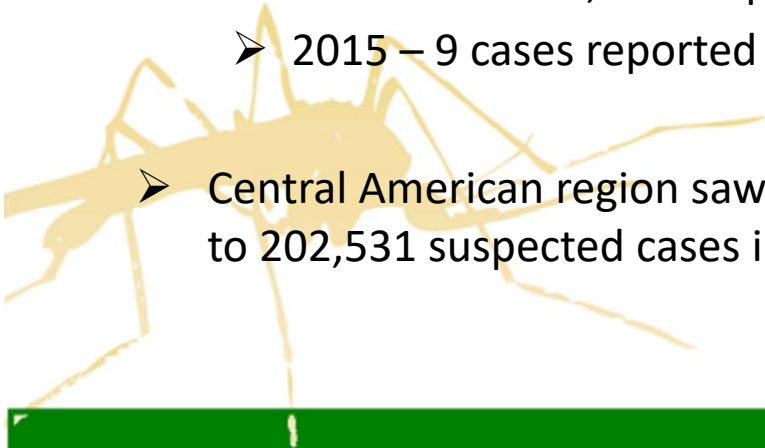 ➢ 2015 – 9 cases reported
➢ Central American region saw
to 202,531 suspected cases i